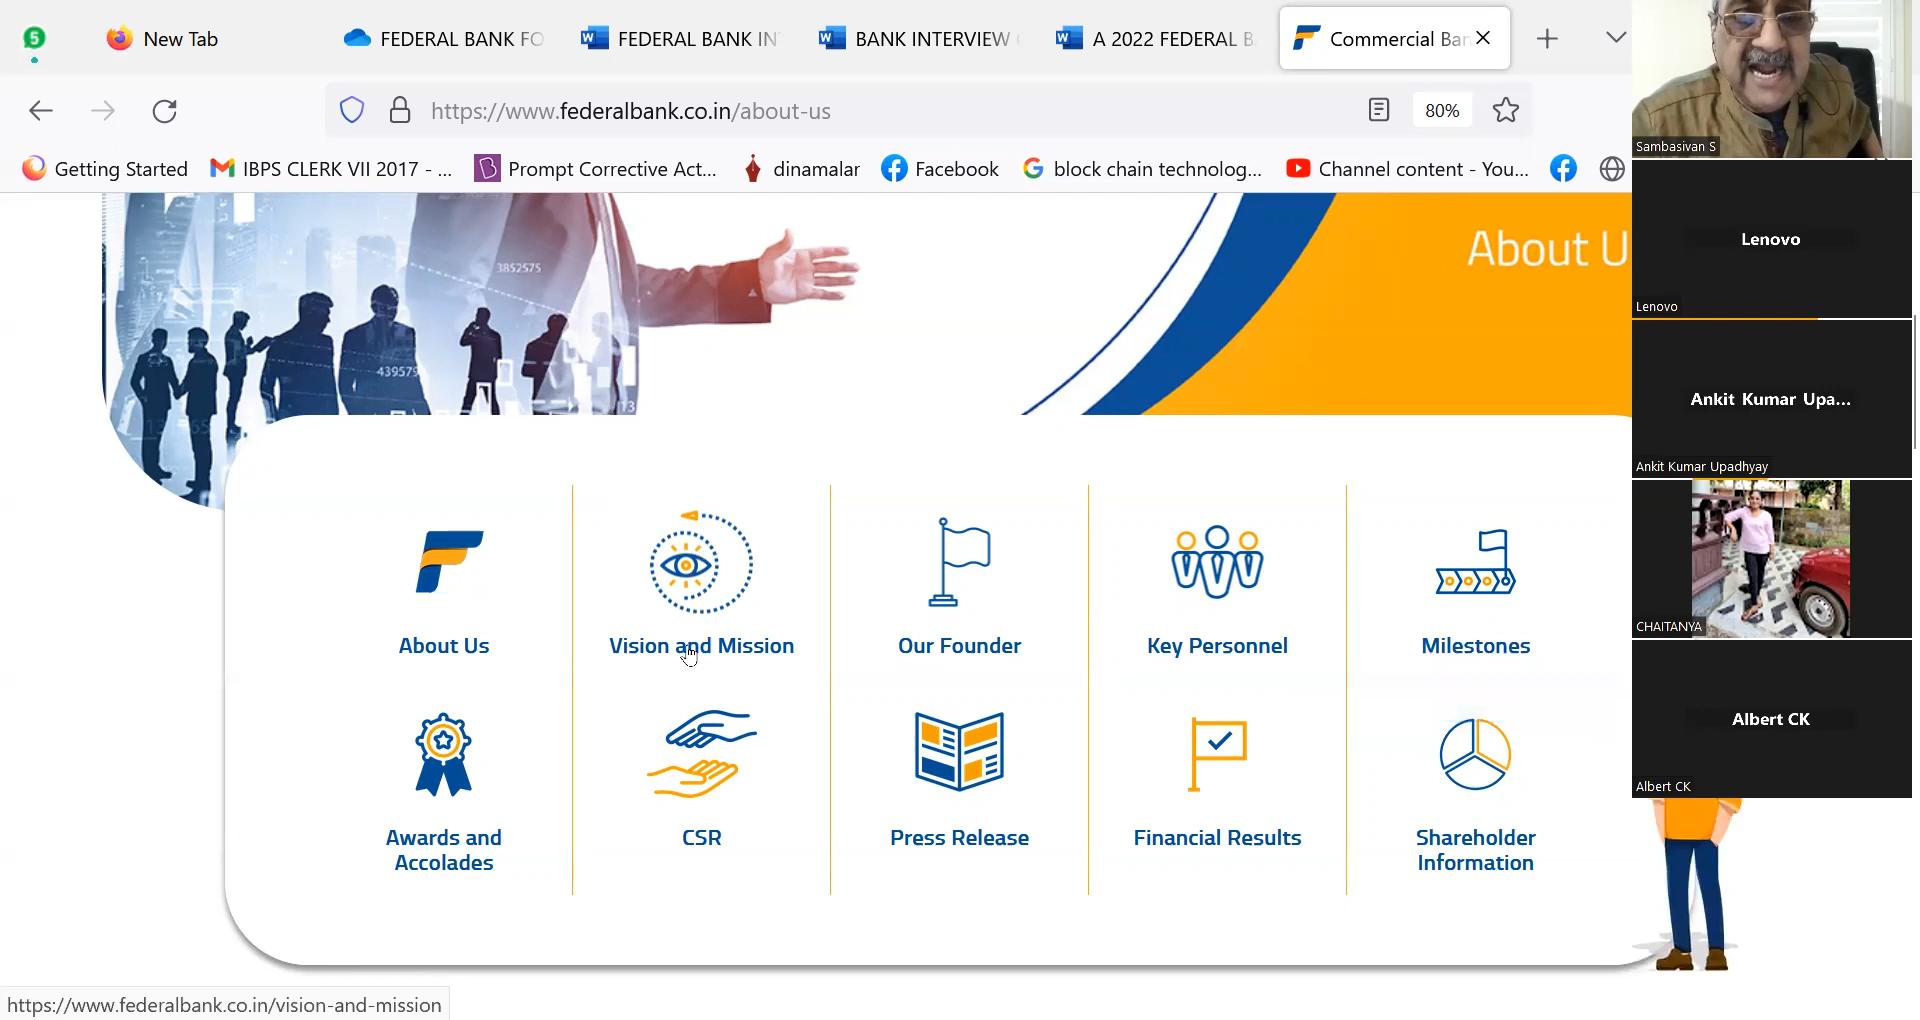 5
New Tab
FEDERAL BANK FO
FEDERAL BANK IN
BANK INTERVIEW
A 2022 FEDERAL B
Commercial Ban
https://www.federalbank.co.in/about-us
80%
Getting Started
IBPS CLERK VII 2017 - ...
Prompt Corrective Act...
dinamalar
Facebook
block chain technolog...
Channel content - You...
3852575
439579
About U
About Us
Vision and Mission
Our Founder
Key Personnel
Milestones
Awards and
Accolades
CSR
Press Release
Financial Results
Shareholder
Information
https://www.federalbank.co.in/vision-and-mission
Sambasivan S
Lenovo
Lenovo
Ankit Kumar Upa...
Ankit Kumar Upadhyay
CHAITANYA
Albert CK
Albert CK